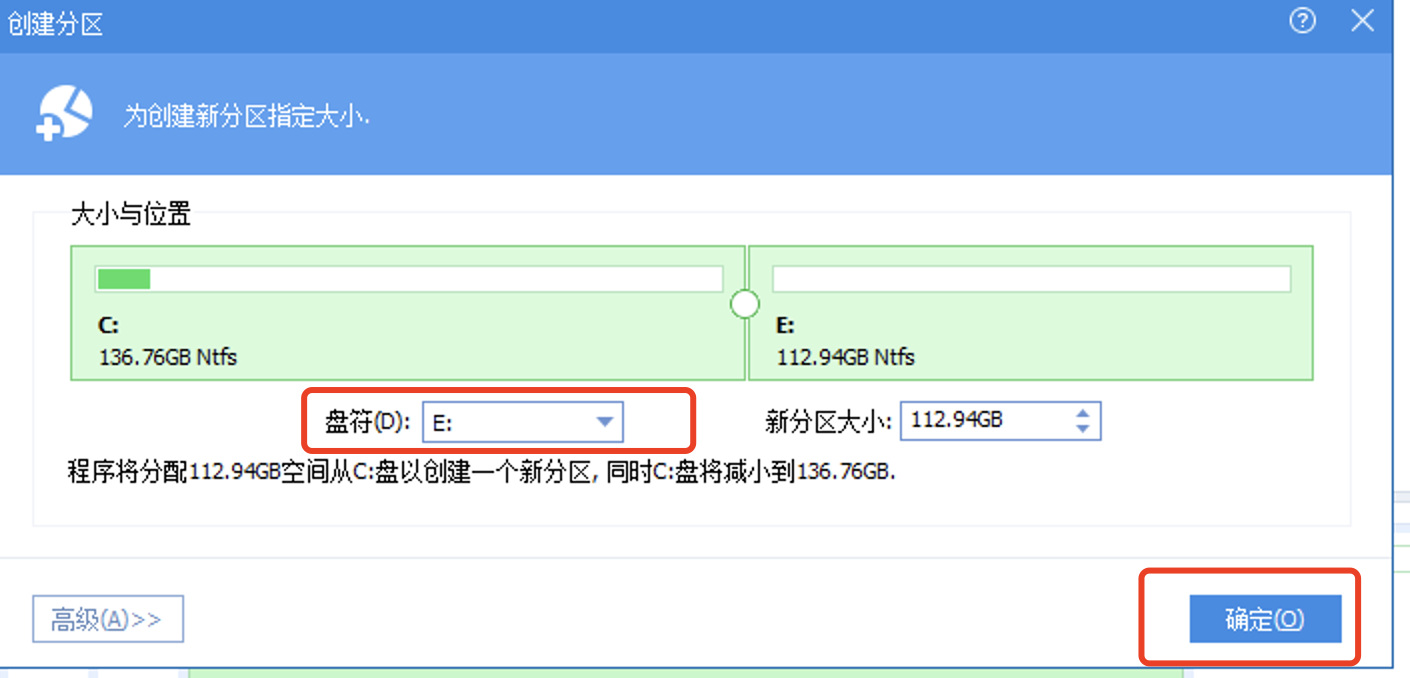 创建分区
为创建新分区指定大小.
大小与位置
C:
136.76GB Ntfs
E:
112.94GB Ntfs
盘符(D): E:
新分区大小: 112.94GB
程序将分配112.94GB空间从C:盘以创建一个新分区, 同时C:盘将减小到136.76GB.
高级(A)>>
确定(O)